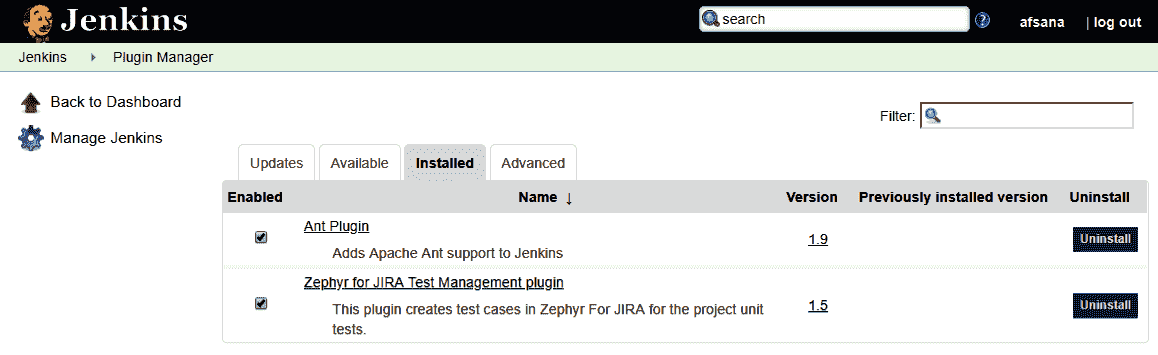 Jenkins
search
afsana
| log out
Jenkins
Plugin Manager
Back to Dashboard
Manage Jenkins
Filter:
Updates
Available
Installed
Advanced
Enabled
Name ↓
Version
Previously installed version
Uninstall
Ant Plugin
Adds Apache Ant support to Jenkins
1.9
Uninstall
Zephyr for JIRA Test Management plugin
This plugin creates test cases in Zephyr For JIRA for the project unit
tests.
1.5
Uninstall